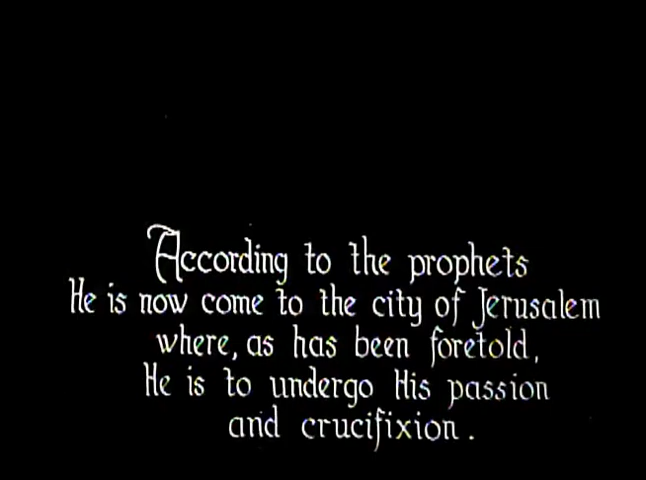 According to the prophets
He is now come to the city of Jerusalem
where, as has been foretold,
He is to undergo His passion
and crucifixion.